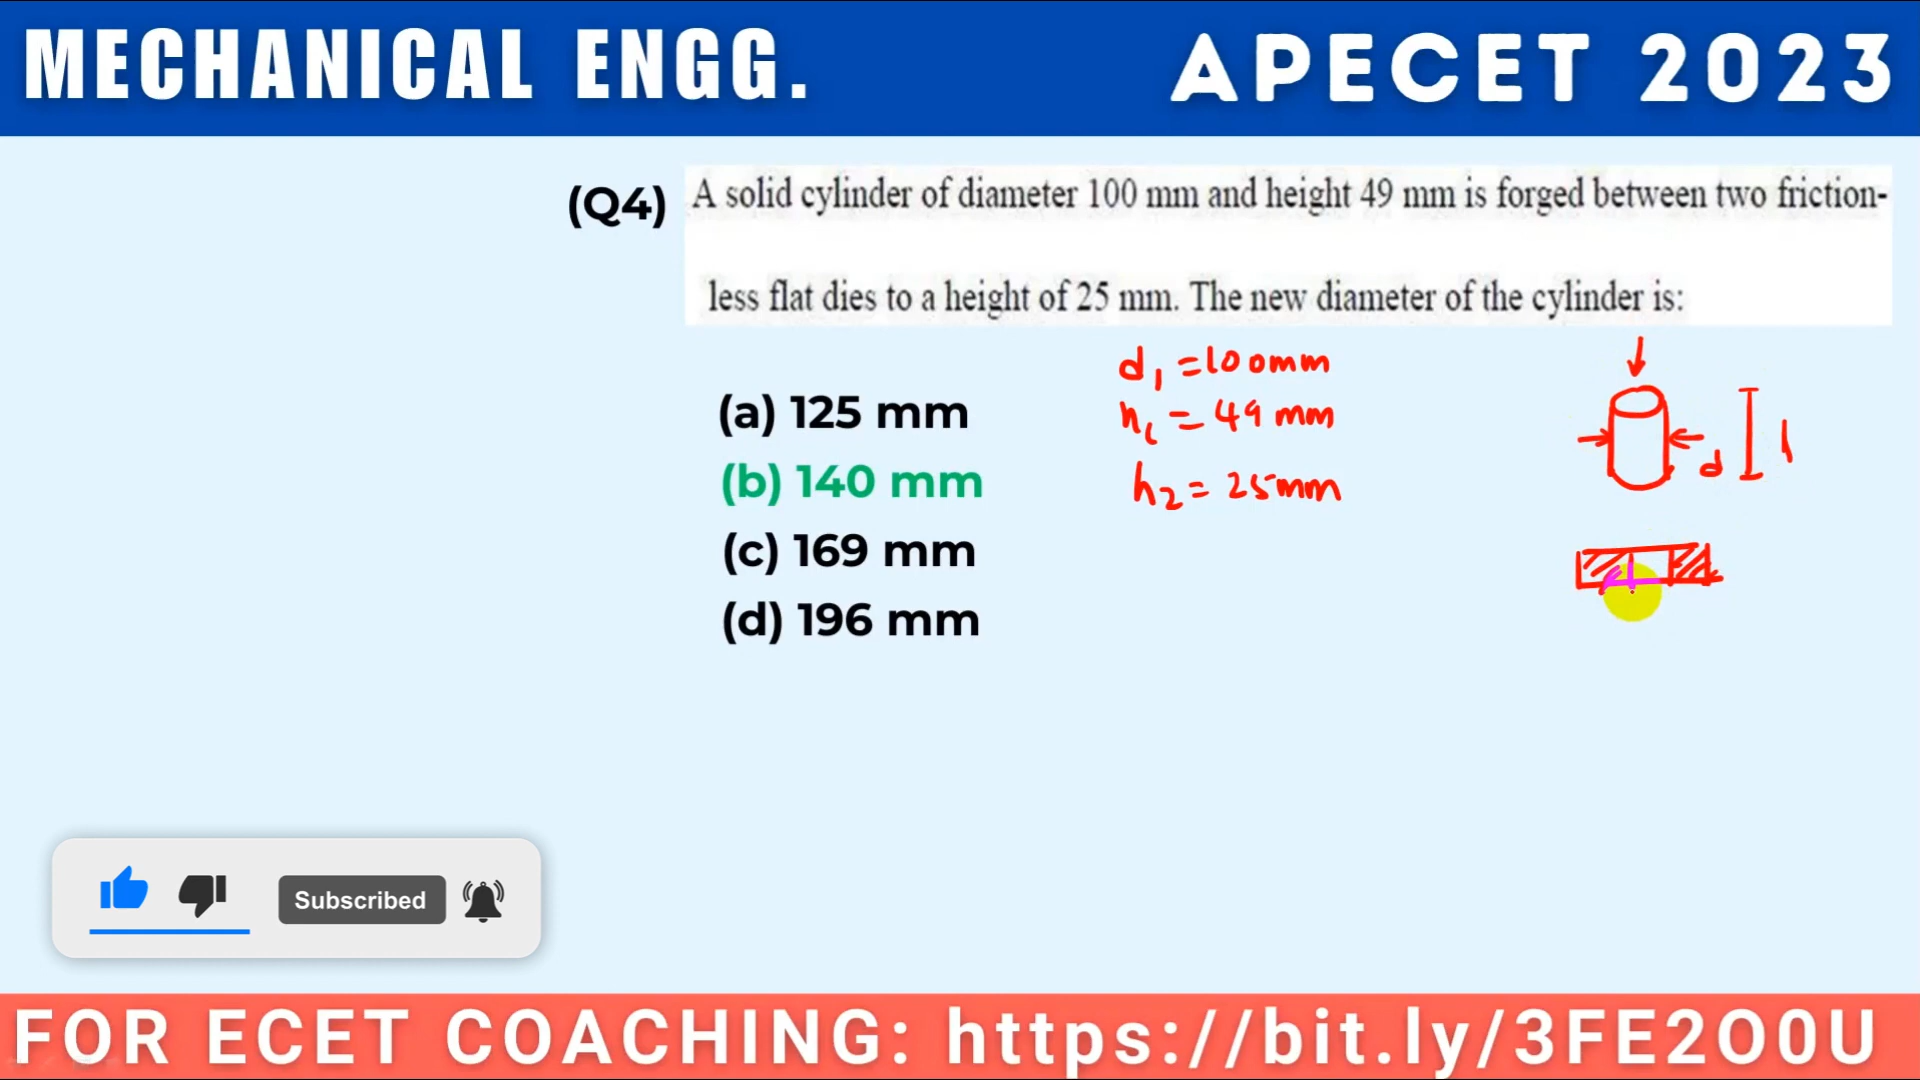 MECHANICAL ENGG.
APECET 2023
(Q4) A solid cylinder of diameter 100 mm and height 49 mm is forged between two friction-
less flat dies to a height of 25 mm. The new diameter of the cylinder is:
(a) 125 mm
(b) 140 mm
(c) 169 mm
(d) 196 mm
d1 = 100mm
h1 = 49 mm
h2 = 25mm
d
Subscribed
FOR ECET COACHING: https://bit.ly/3FE2O0U